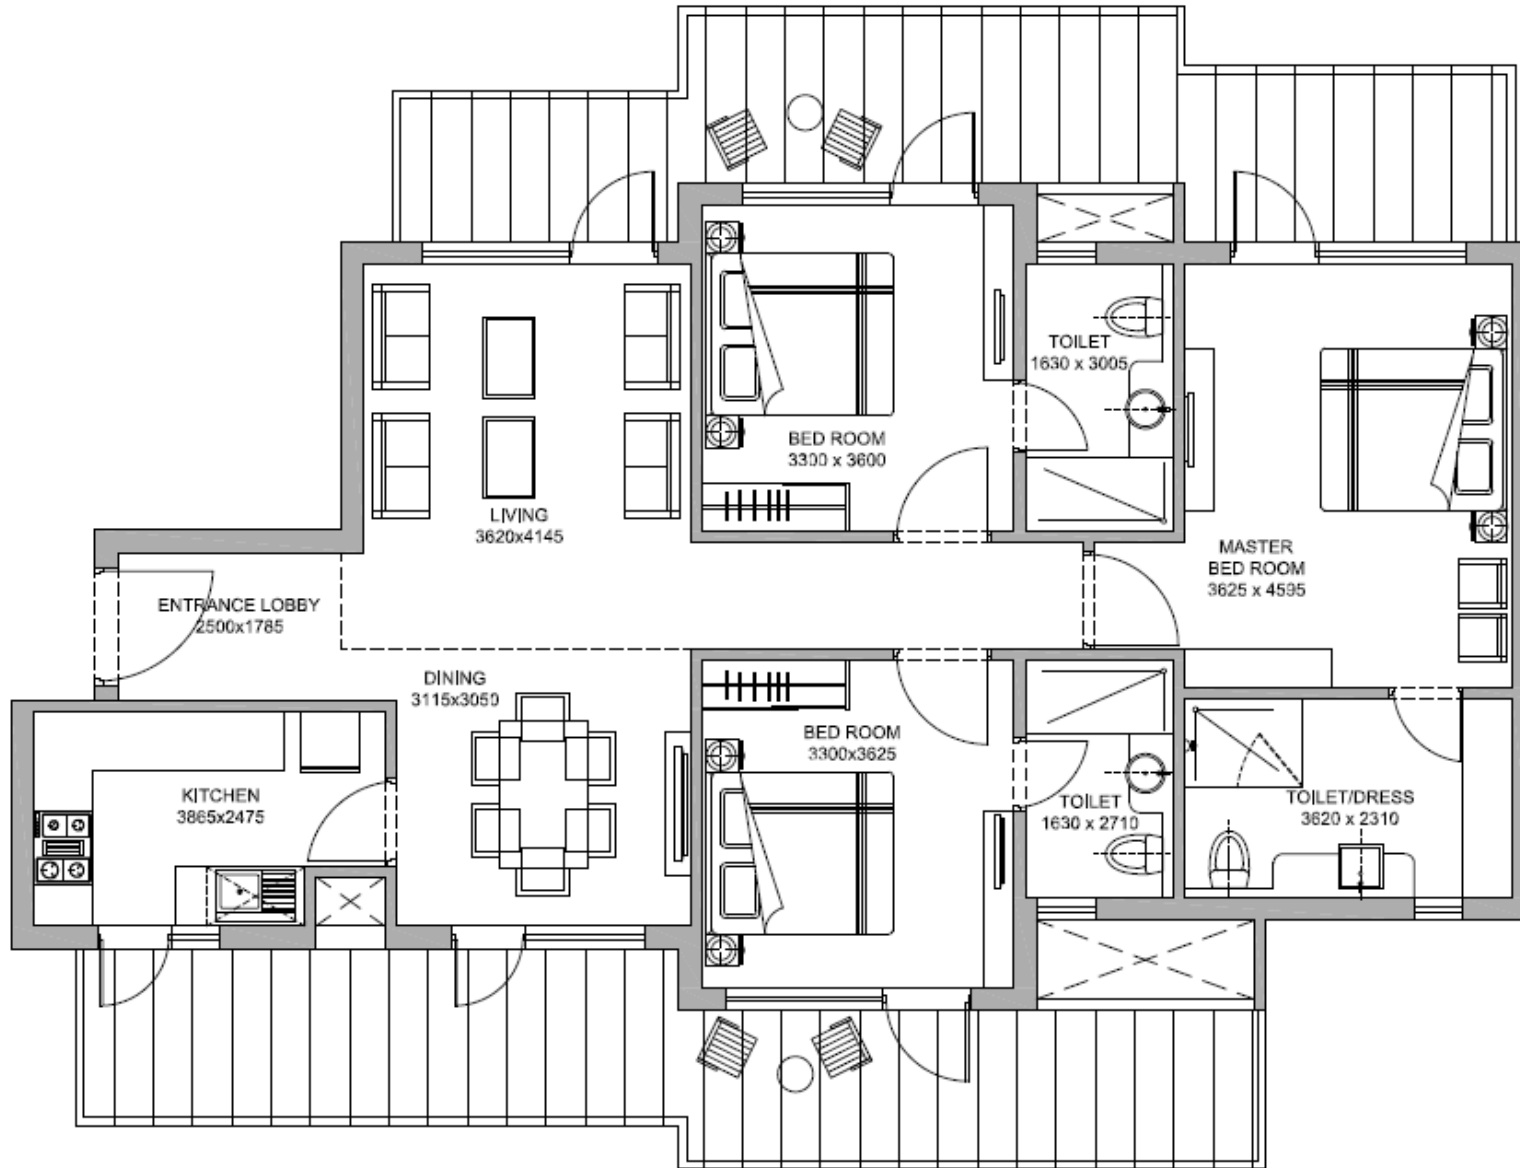 TOILET
1630 x 3005
BED ROOM
3300 x 3600
LIVING
3620x4145
MASTER
BED ROOM
3625 x 4595
ENTRANCE LOBBY
2500x1785
DINING
3115x3050
BED ROOM
3300x3625
KITCHEN
3865x2475
TOILET
1630 x 2710
TOILET/DRESS
3620 x 2310